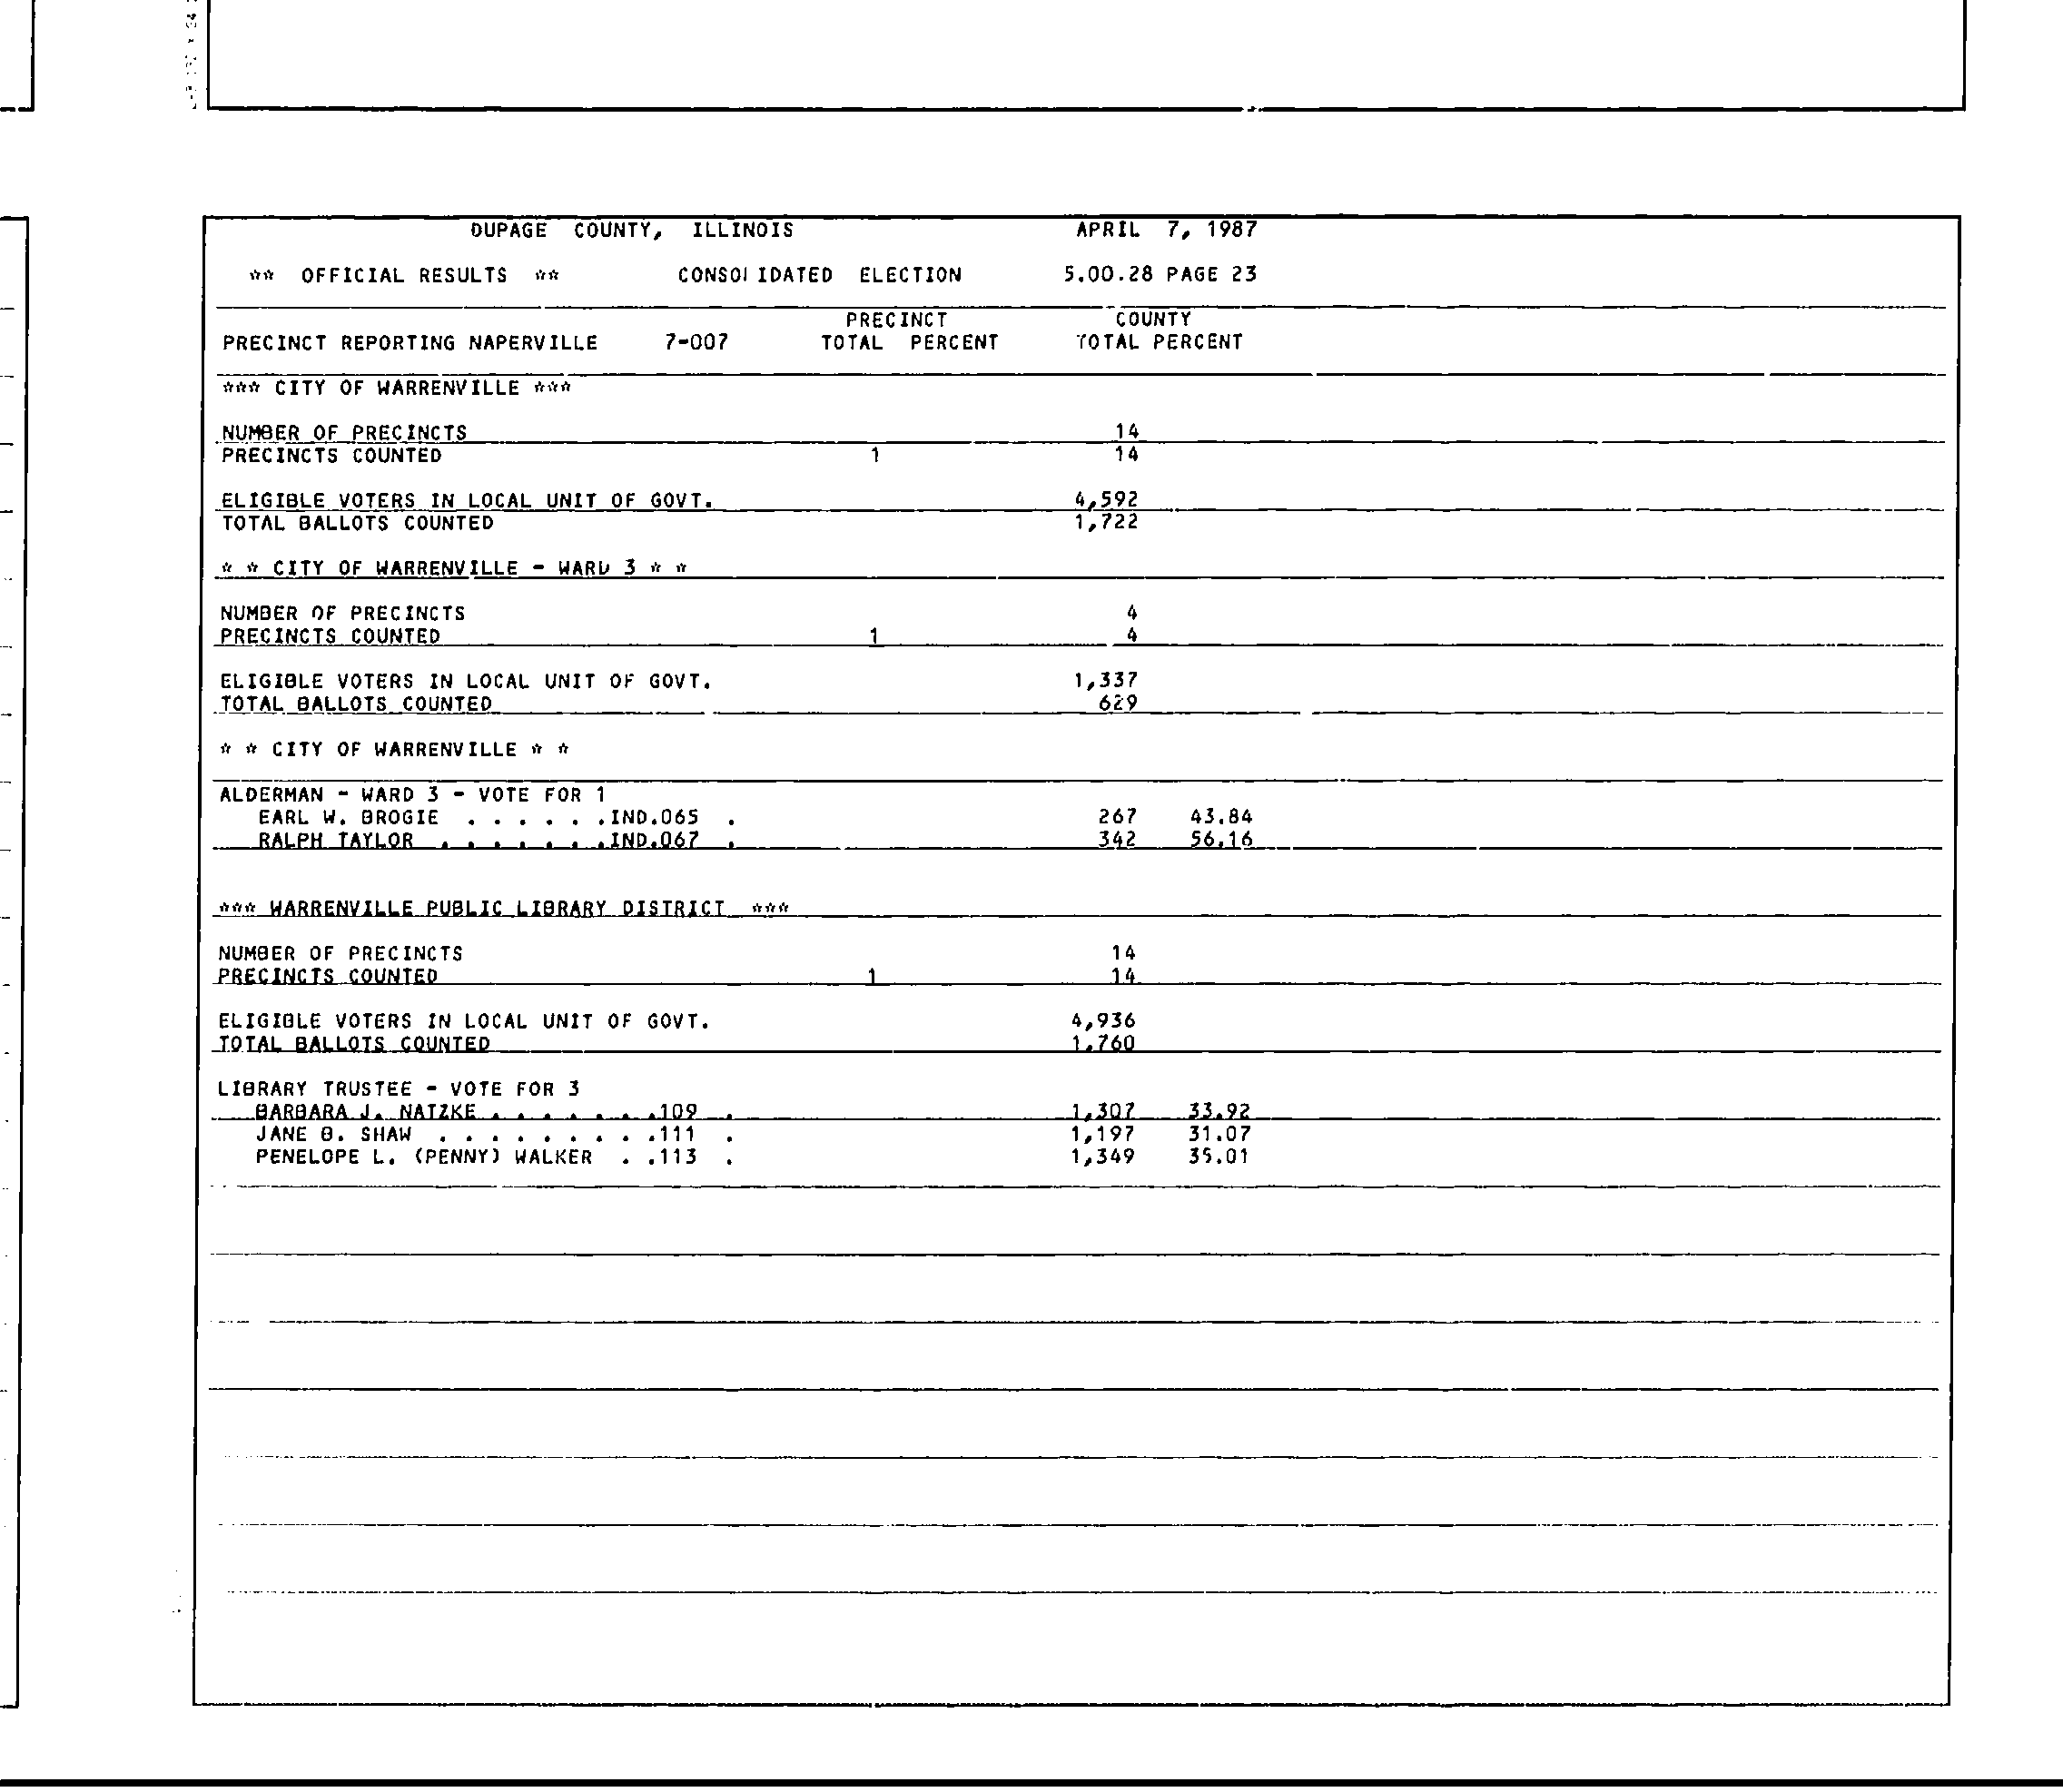 DUPAGE COUNTY, ILLINOIS APRIL 7, 1987
** OFFICIAL RESULTS ** CONSOLIDATED ELECTION 5.00.28 PAGE 23
PRECINCT COUNTY
PRECINCT REPORTING NAPERVILLE 7-007 TOTAL PERCENT TOTAL PERCENT
*** CITY OF WARRENVILLE ***
NUMBER OF PRECINCTS 14
PRECINCTS COUNTED 1 14
ELIGIBLE VOTERS IN LOCAL UNIT OF GOVT. 4,592
TOTAL BALLOTS COUNTED 1,722
* * CITY OF WARRENVILLE - WARD 3 * *
NUMBER OF PRECINCTS 4
PRECINCTS COUNTED 1 4
ELIGIBLE VOTERS IN LOCAL UNIT OF GOVT. 1,337
TOTAL BALLOTS COUNTED 629
* * CITY OF WARRENVILLE * *
ALDERMAN - WARD 3 - VOTE FOR 1
EARL W. BROGIE . . . . . .IND.065 . 267 43.84
RALPH TAYLOR . . . . . . .IND.067 . 342 56.16
*** WARRENVILLE PUBLIC LIBRARY DISTRICT ***
NUMBER OF PRECINCTS 14
PRECINCTS COUNTED 1 14
ELIGIBLE VOTERS IN LOCAL UNIT OF GOVT. 4,936
TOTAL BALLOTS COUNTED 1,760
LIBRARY TRUSTEE - VOTE FOR 3
BARBARA J. NATZKE . . . . . . .109 . 1,307 33.92
JANE B. SHAW . . . . . . . . .111 . 1,197 31.07
PENELOPE L. (PENNY) WALKER . .113 . 1,349 35.01